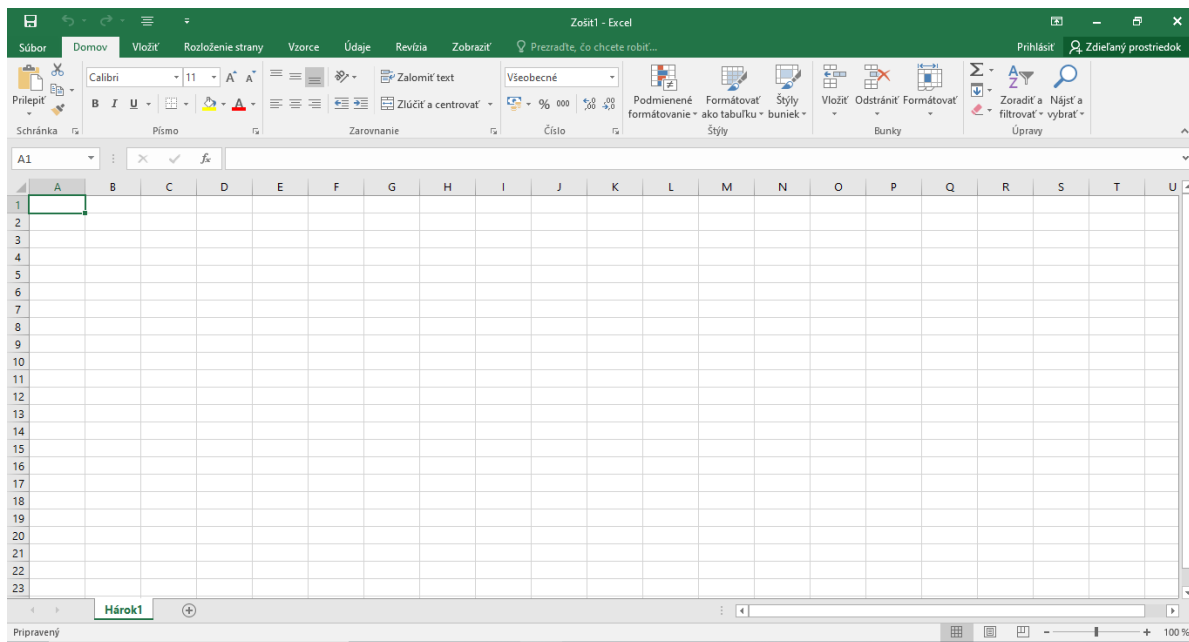 Zošit1 - Excel
Súbor Domov Vložiť Rozloženie strany Vzorce Údaje Revízia Zobraziť Prezraďte, čo chcete robiť... Prihlásiť Zdieľaný prostriedok
Prilepiť
Schránka
Calibri 11
B I U
Písmo
Zalomiť text
Zlúčiť a centrovať
Zarovnanie
Všeobecné
% 000
Číslo
Podmienené formátovanie
Formátovať ako tabuľku
Štýly buniek
Štýly
Vložiť Odstrániť Formátovať
Bunky
Zoradiť a filtrovať
Nájsť a vybrať
Úpravy
A1 fx
A B C D E F G H I J K L M N O P Q R S T U
1
2
3
4
5
6
7
8
9
10
11
12
13
14
15
16
17
18
19
20
21
22
23
Hárok1
Pripravený 100 %